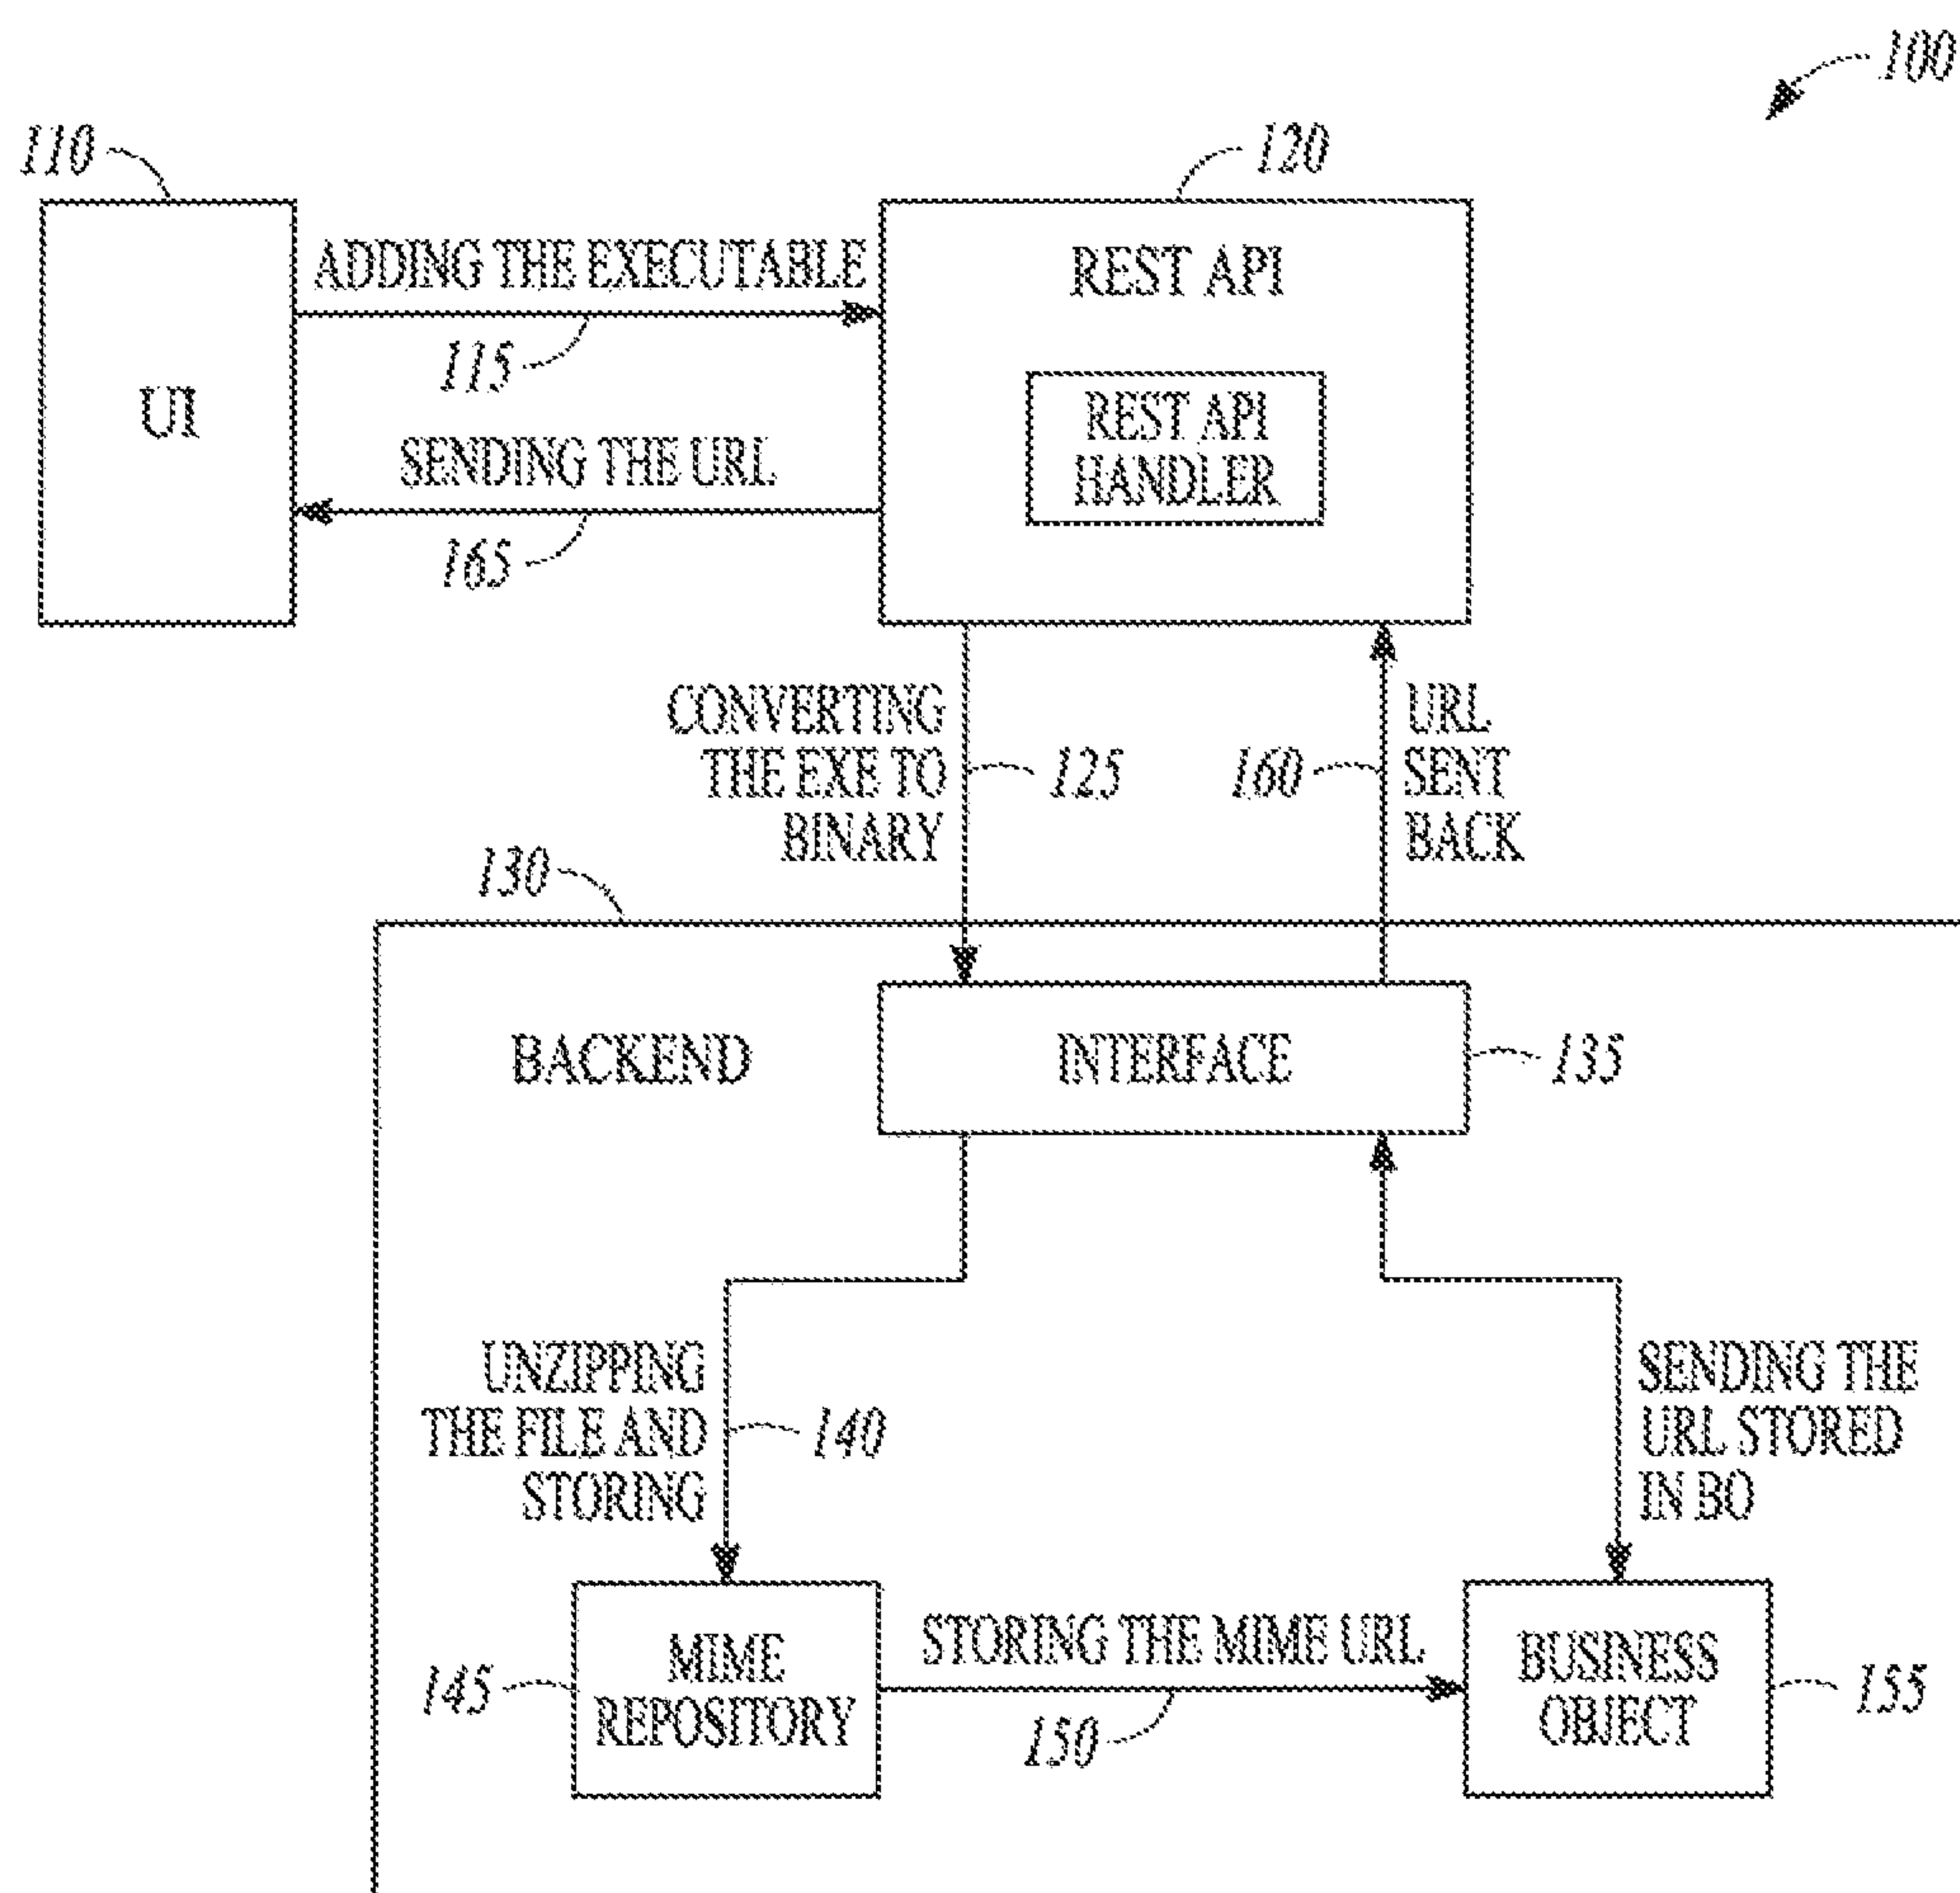 100
110
120
ADDING THE EXECUTABLE
REST API
115
UI
REST API
HANDLER
SENDING THE URL
165
CONVERTING
THE EXE TO
BINARY
125
160
URL
SENT
BACK
130
BACKEND
INTERFACE
135
UNZIPPING
THE FILE AND
STORING
140
SENDING THE
URL STORED
IN BO
MIME
REPOSITORY
145
STORING THE MIME URL
150
BUSINESS
OBJECT
155